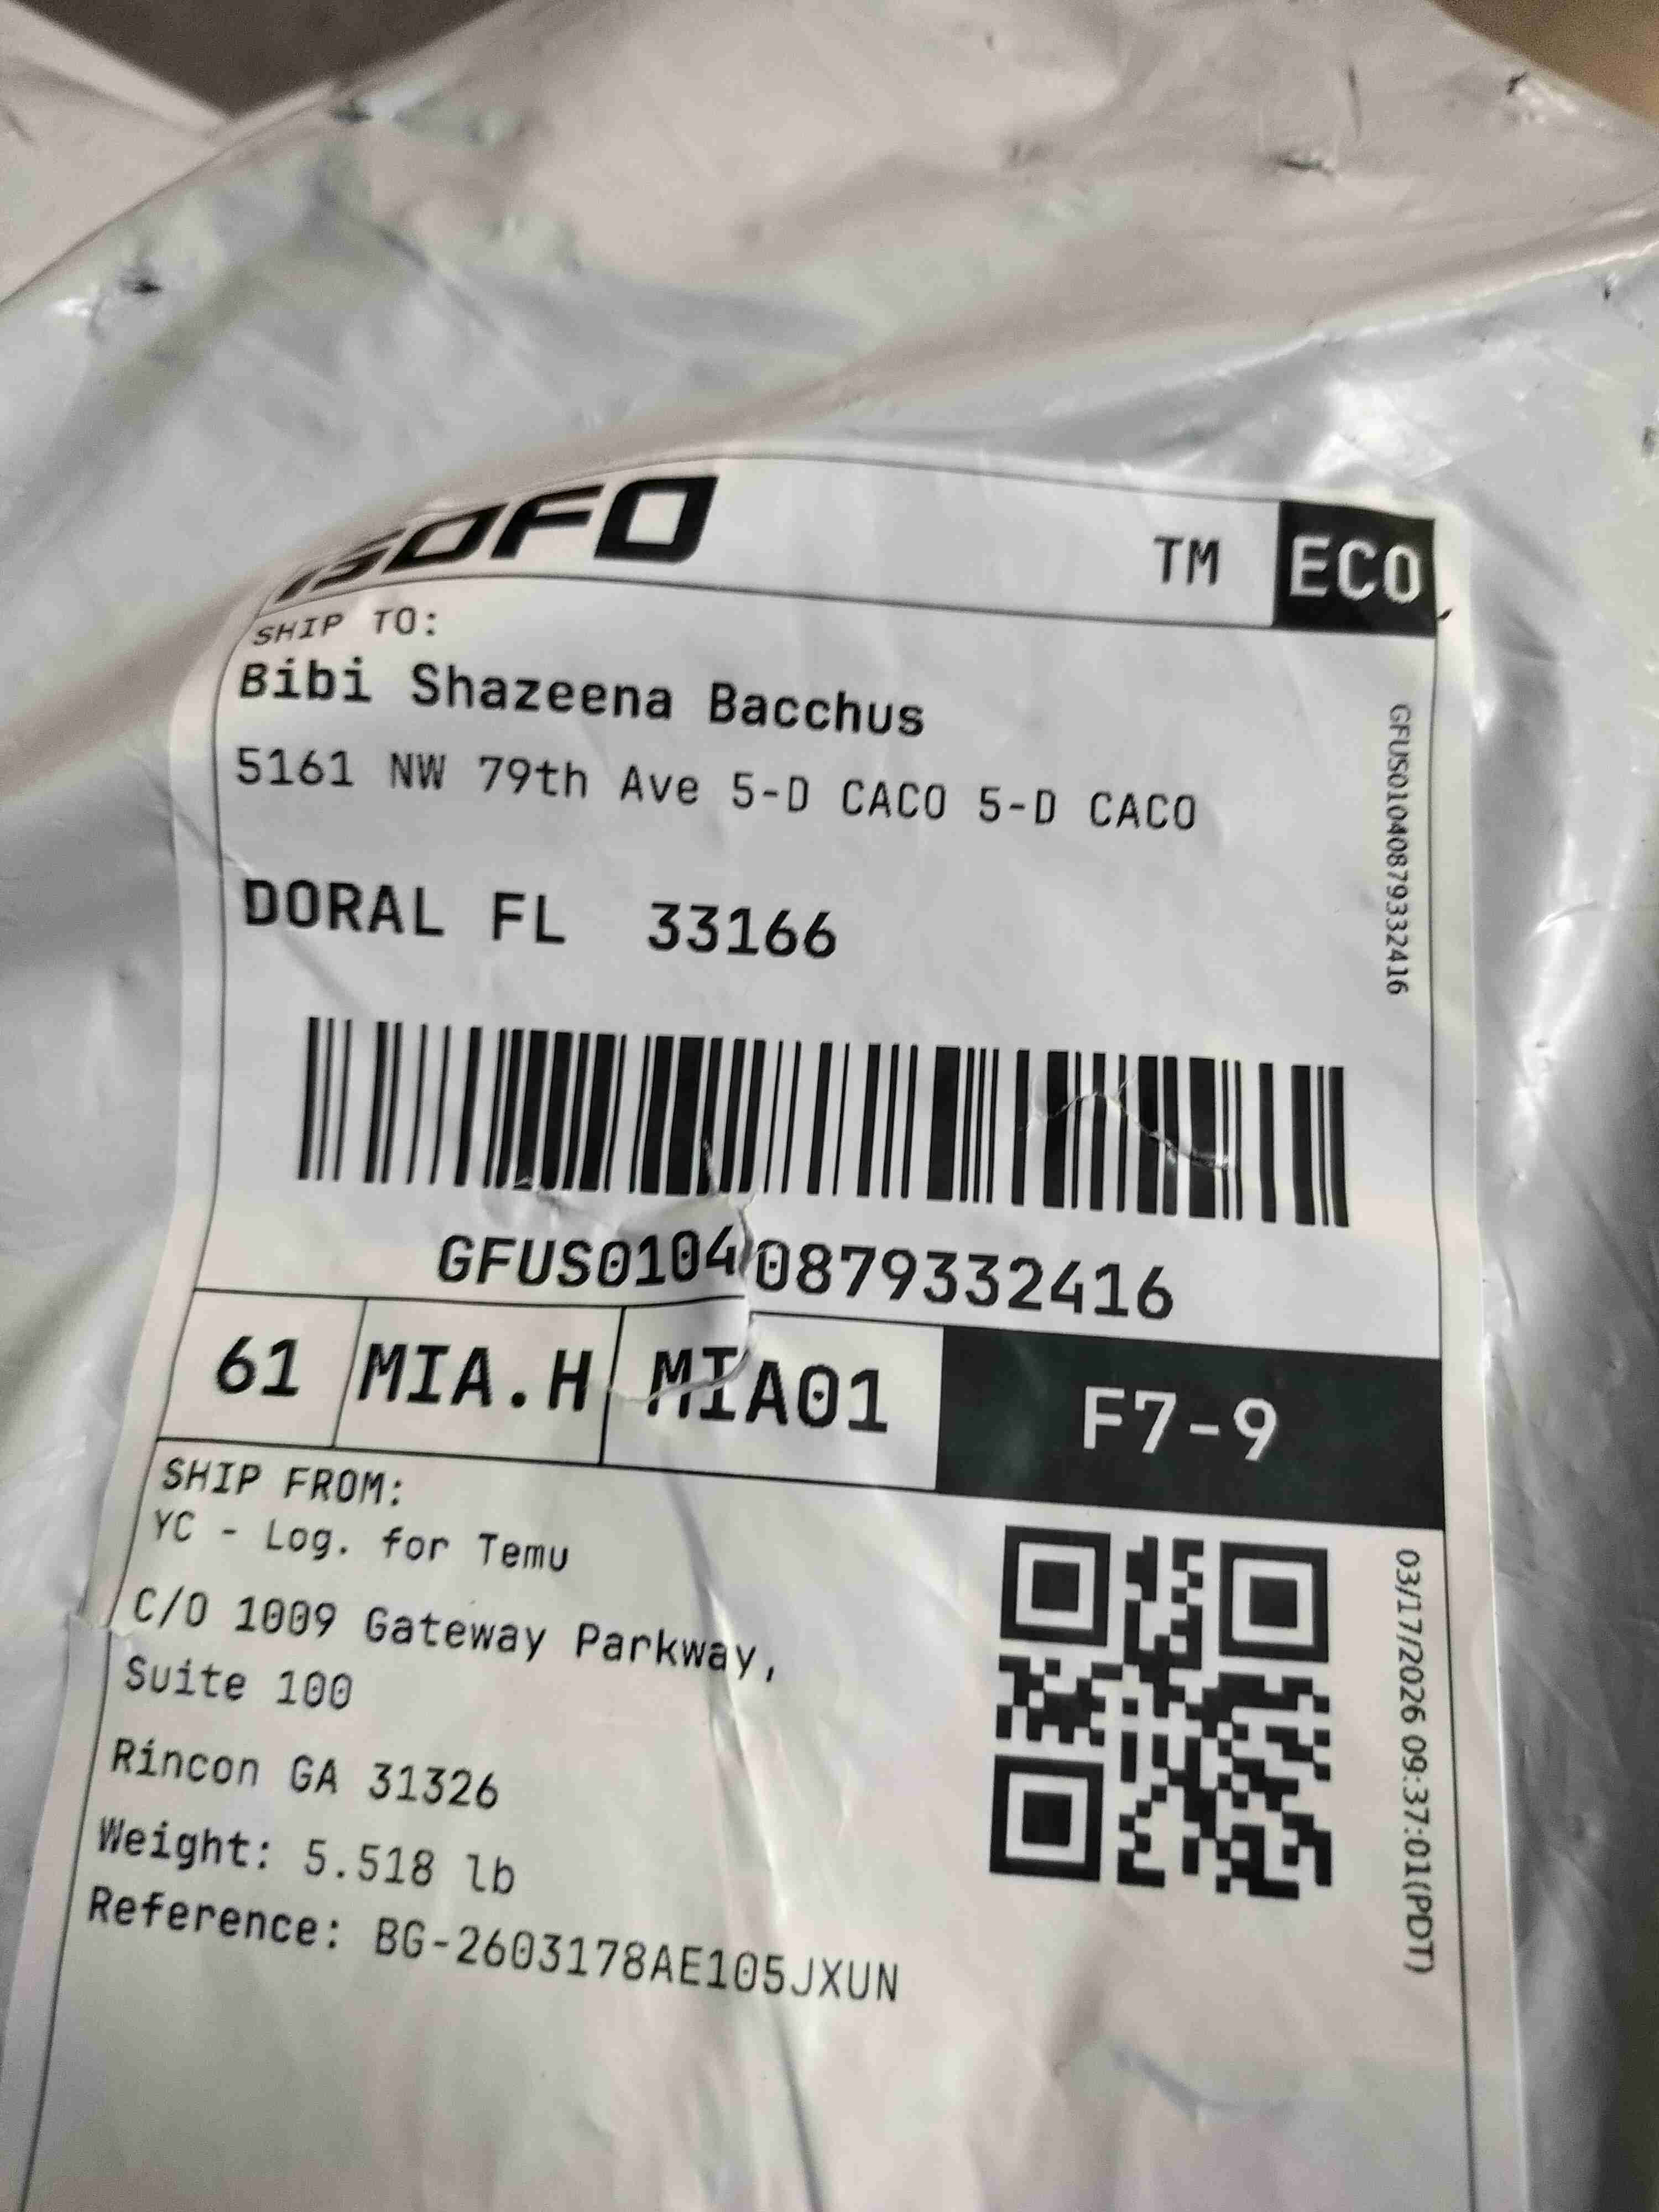 GOFO
TM
ECO
SHIP TO:
Bibi Shazeena Bacchus
5161 NW 79th Ave 5-D CACO 5-D CACO
DORAL FL 33166
GFUS01040879332416
GFUS01040879332416
61
MIA.H
MIA01
F7-9
SHIP FROM:
YC - Log. for Temu
C/O 1009 Gateway Parkway,
Suite 100
Rincon GA 31326
Weight: 5.518 lb
Reference: BG-2603178AE105JXUN
03/17/2026 09:37:01(PDT)